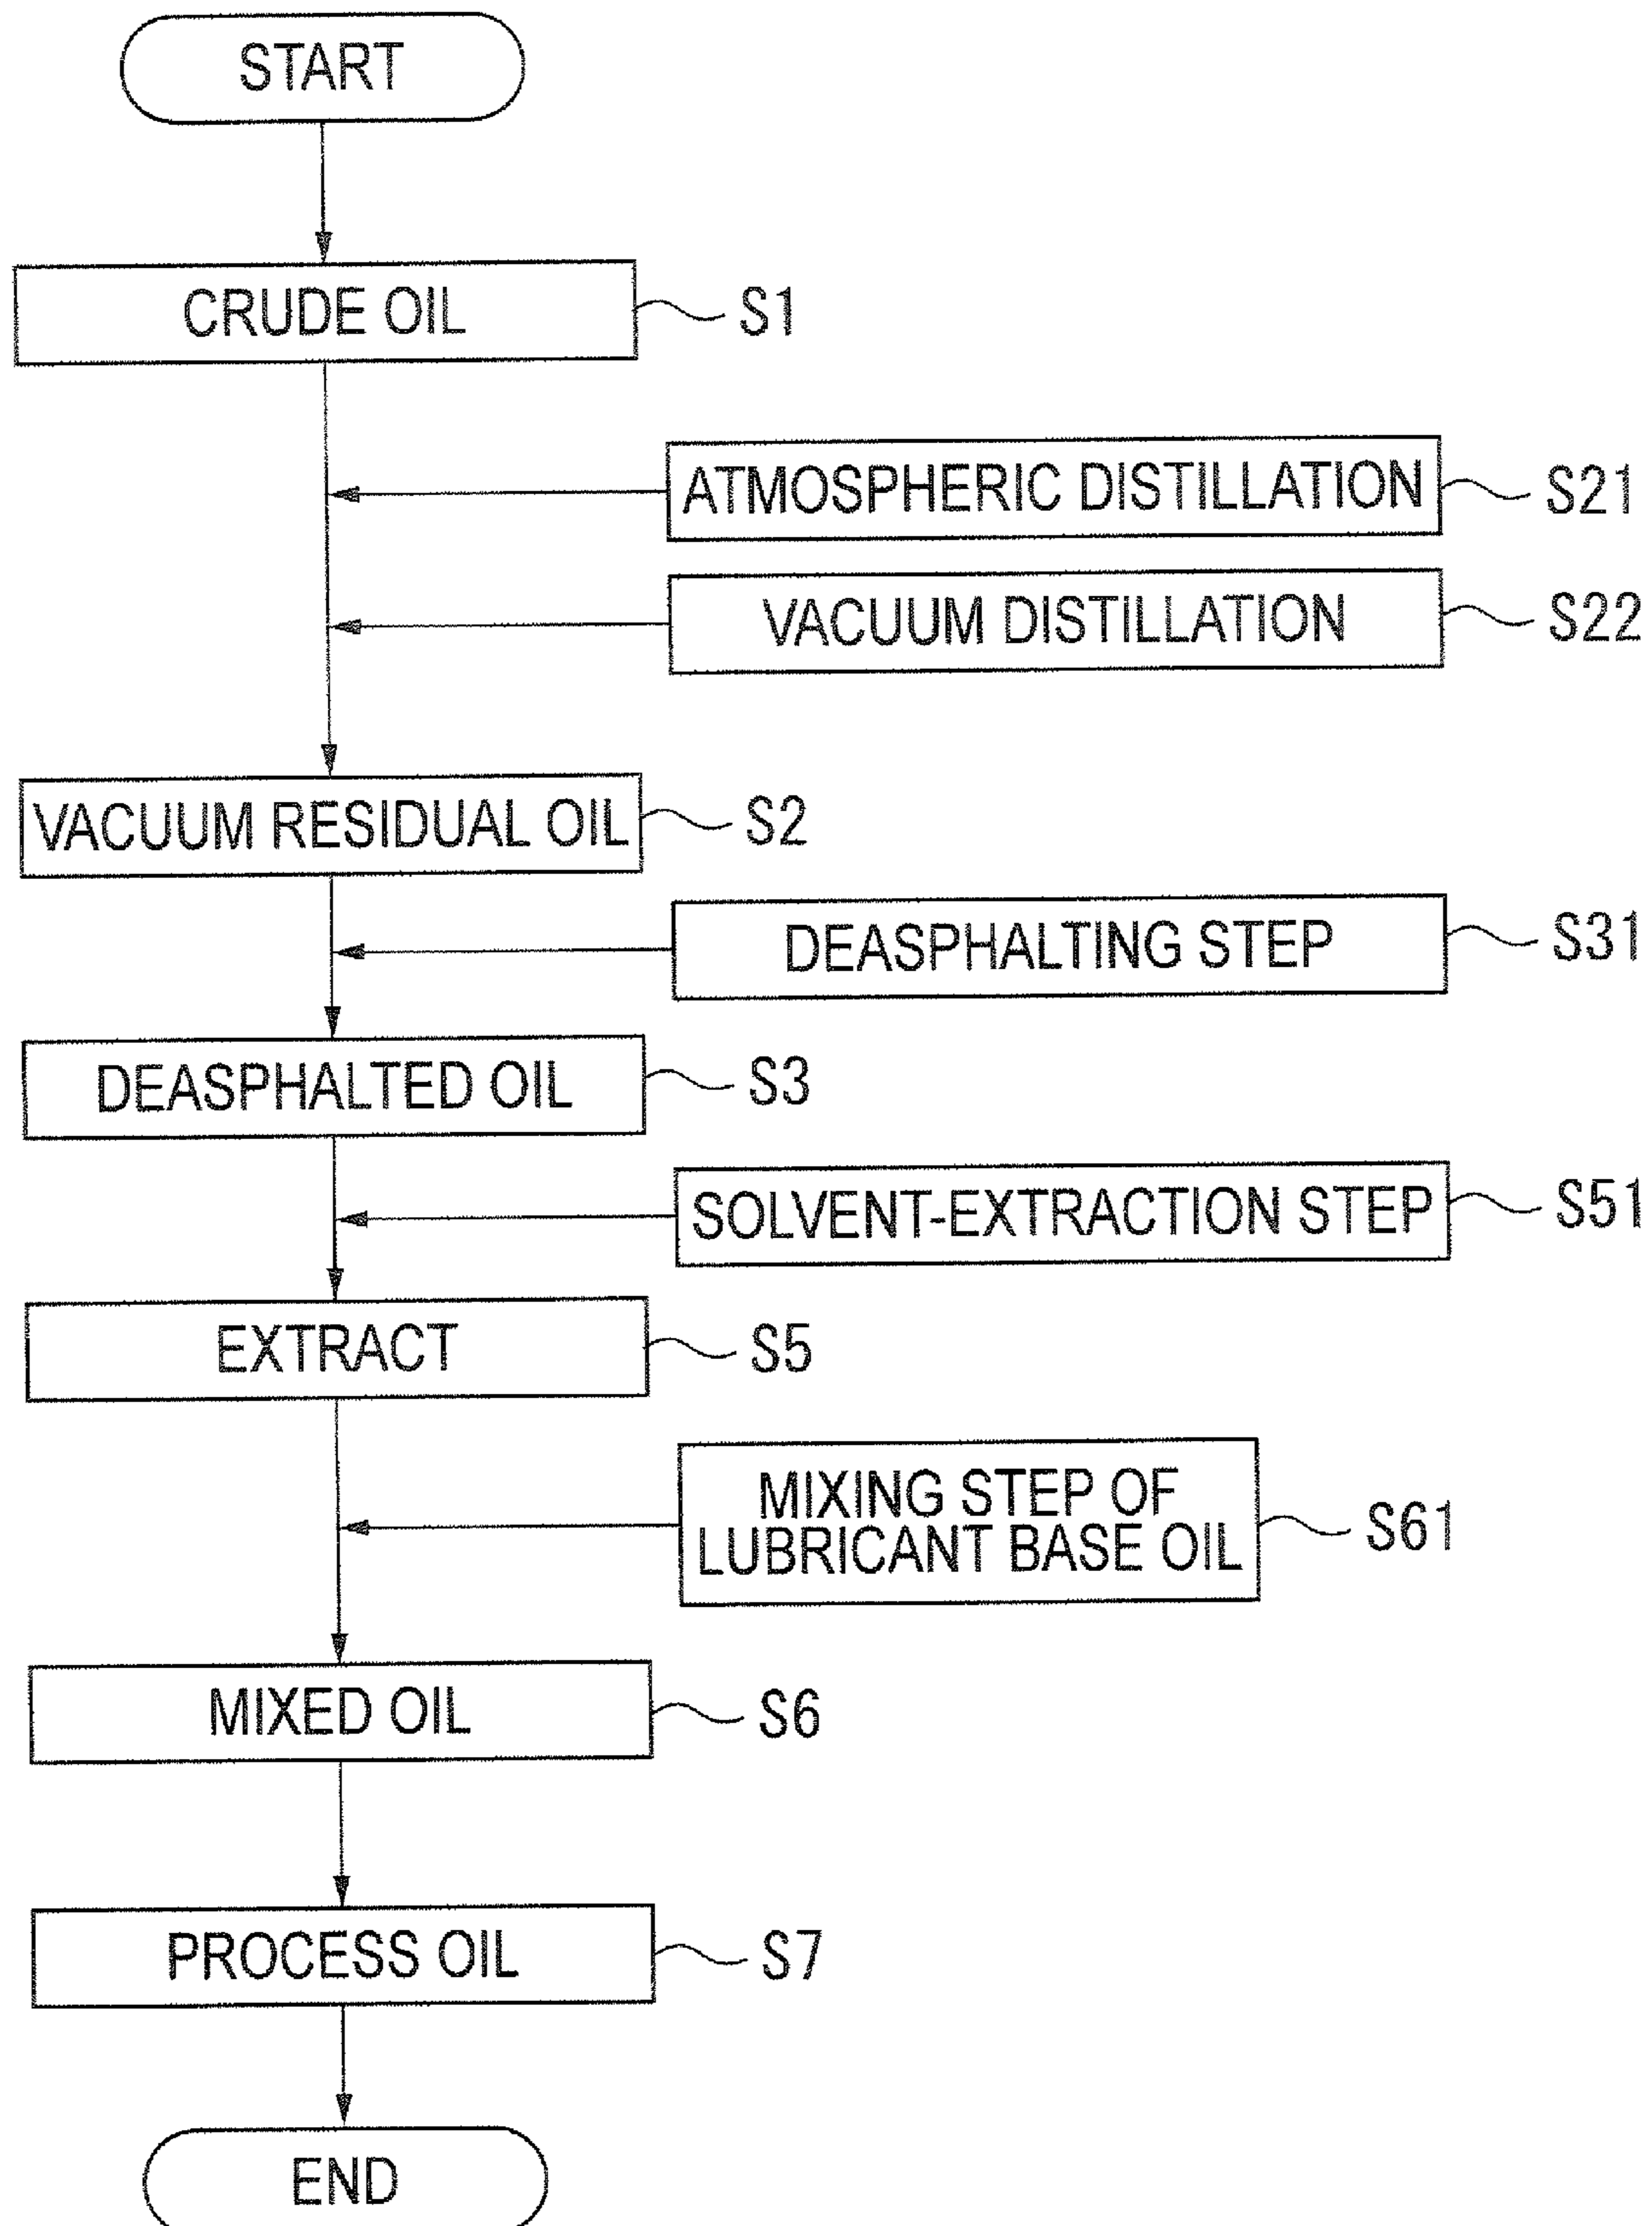 START
CRUDE OIL
S1
ATMOSPHERIC DISTILLATION
S21
VACUUM DISTILLATION
S22
VACUUM RESIDUAL OIL
S2
DEASPHALTING STEP
S31
DEASPHALTED OIL
S3
SOLVENT-EXTRACTION STEP
S51
EXTRACT
S5
MIXING STEP OF
LUBRICANT BASE OIL
S61
MIXED OIL
S6
PROCESS OIL
S7
END